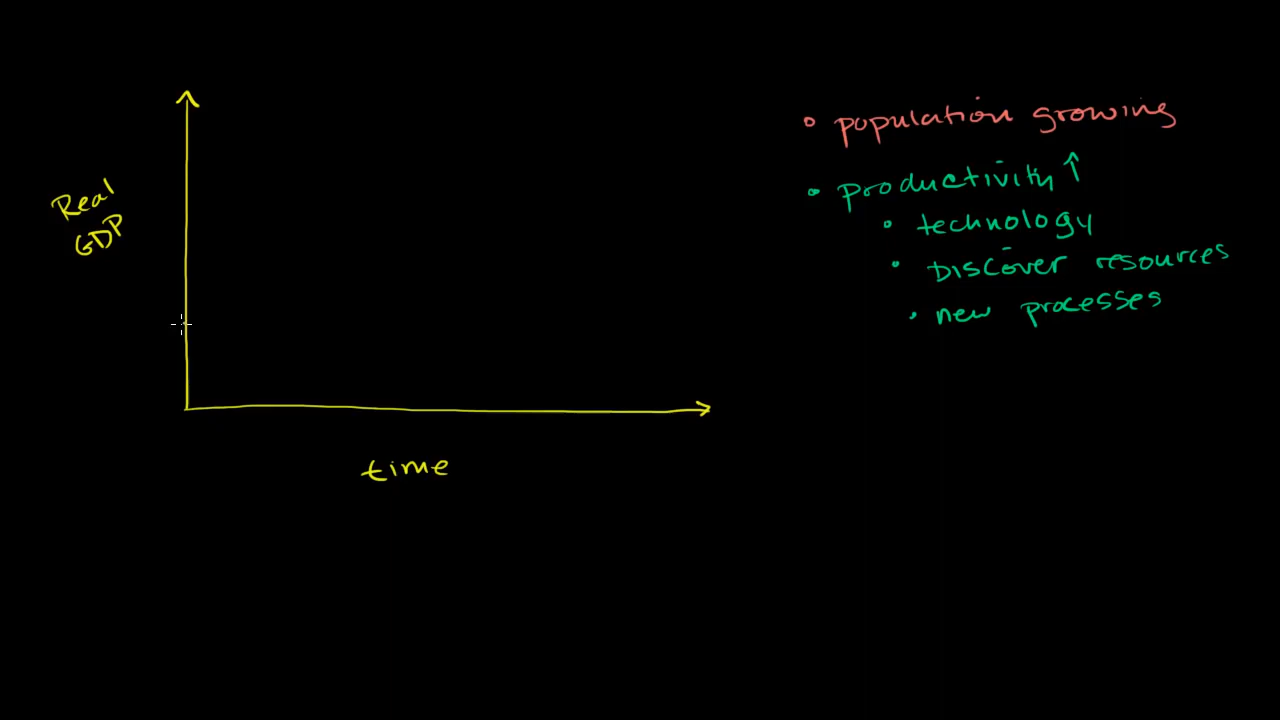 Real
GDP
time
• population growing
• productivity ↑
• technology
• Discover resources
• new processes